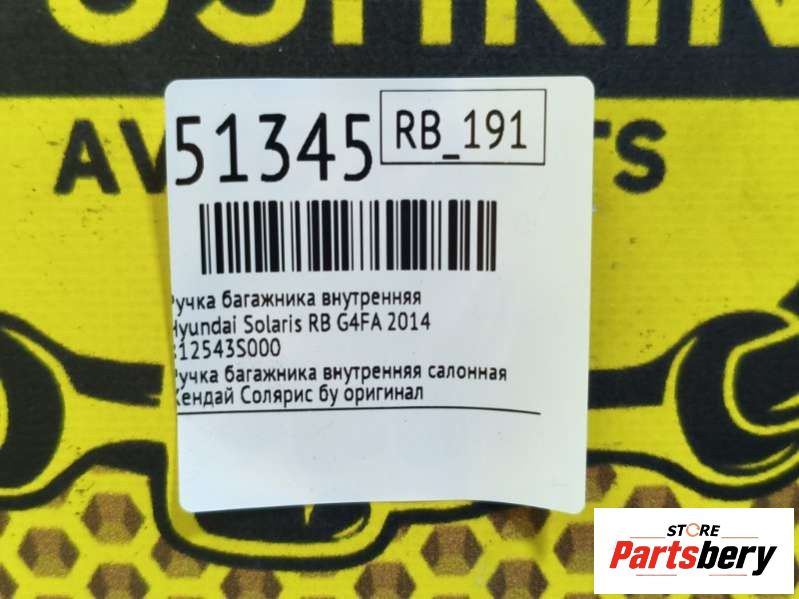 51345
RB_191
Ручка багажника внутренняя
Hyundai Solaris RB G4FA 2014
812543S000
Ручка багажника внутренняя салонная
Хендай Солярис бу оригинал
STORE
Partsbery